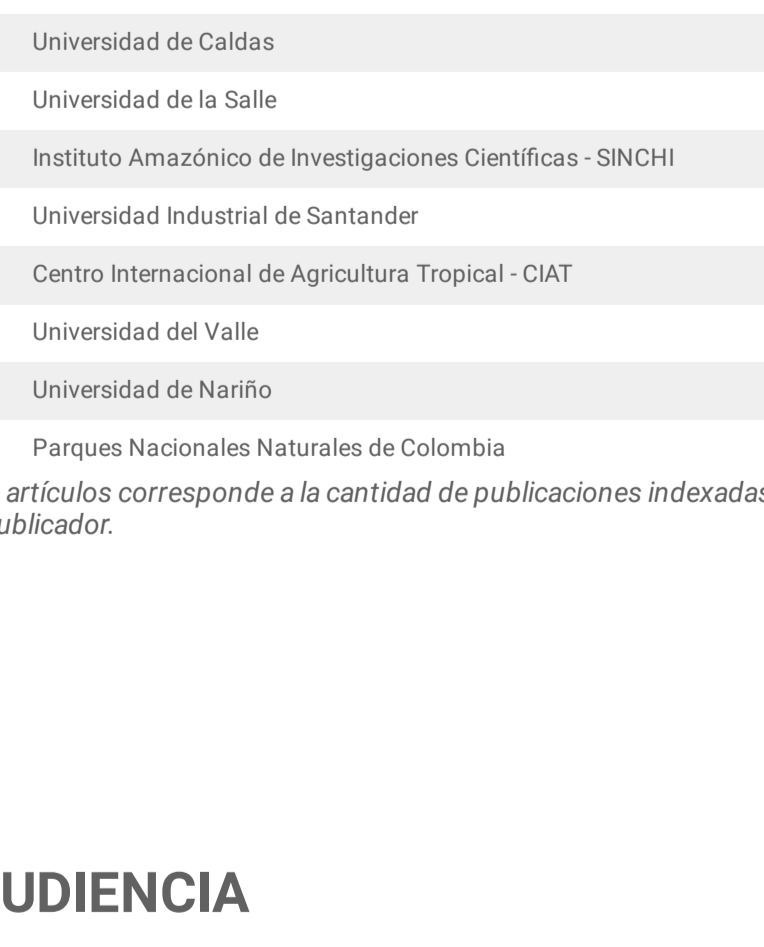 Universidad de Caldas
Universidad de la Salle
Instituto Amazónico de Investigaciones Científicas - SINCHI
Universidad Industrial de Santander
Centro Internacional de Agricultura Tropical - CIAT
Universidad del Valle
Universidad de Nariño
Parques Nacionales Naturales de Colombia
artículos corresponde a la cantidad de publicaciones indexadas
ublicador.
UDIENCIA